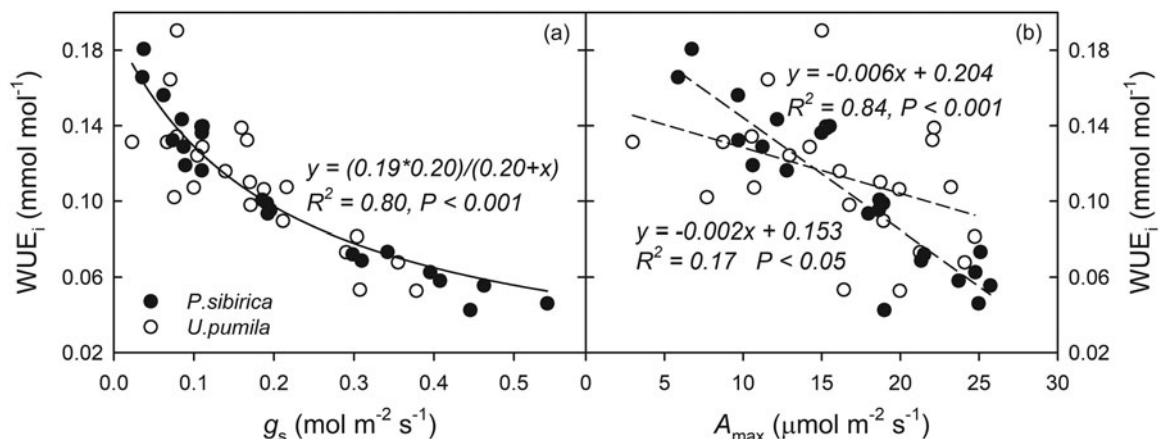 (a)
(b)
0.18
0.14
0.10
0.06
0.02
WUEi (mmol mol⁻¹)
y = (0.19*0.20)/(0.20+x)
R² = 0.80, P < 0.001
P.sibirica
U.pumila
0.0 0.1 0.2 0.3 0.4 0.5
gs (mol m⁻² s⁻¹)
y = -0.006x + 0.204
R² = 0.84, P < 0.001
y = -0.002x + 0.153
R² = 0.17 P < 0.05
0 5 10 15 20 25 30
Amax (μmol m⁻² s⁻¹)
0.18
0.14
0.10
0.06
0.02
WUEi (mmol mol⁻¹)